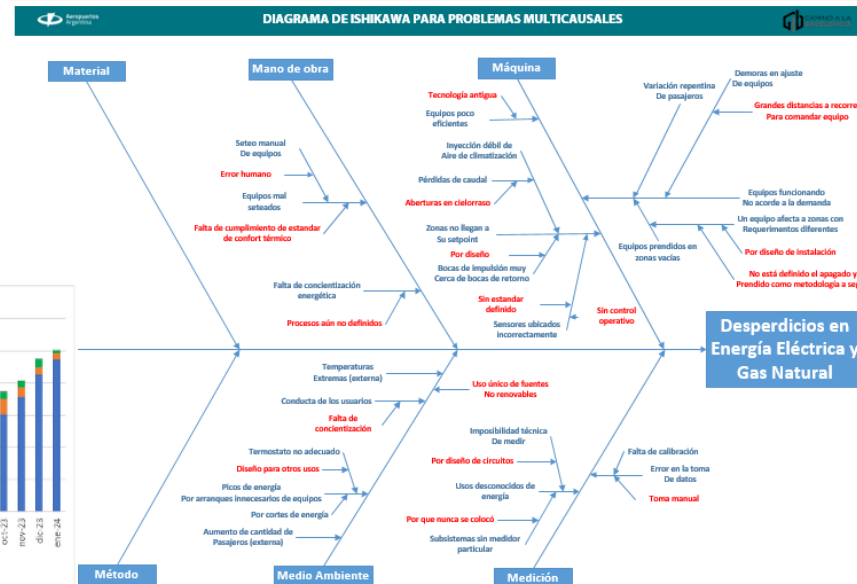 Aeropuertos
Argentina
DIAGRAMA DE ISHIKAWA PARA PROBLEMAS MULTICAUSALES
Material
Mano de obra
Máquina
Seteo manual
De equipos
Error humano
Equipos mal
seteados
Falta de cumplimiento de estandar
de confort térmico
Falta de concientización
energética
Procesos aún no definidos
Tecnología antigua
Equipos poco
eficientes
Inyección débil de
Aire de climatización
Pérdidas de caudal
Aberturas en cielorraso
Zonas no llegan a
Su setpoint
Por diseño
Bocas de impulsión muy
Cerca de bocas de retorno
Sin estandar
definido
Sensores ubicados
incorrectamente
Sin control
operativo
Variación repentina
De pasajeros
Demoras en ajuste
De equipos
Grandes distancias a recorre
Para comandar equipo
Equipos funcionando
No acorde a la demanda
Un equipo afecta a zonas con
Requerimentos diferentes
Equipos prendidos en
zonas vacías
Por diseño de instalación
No está definido el apagado y
Prendido como metodología a seg
Desperdicios en
Energía Eléctrica y
Gas Natural
Temperaturas
Extremas (externa)
Uso único de fuentes
No renovables
Conducta de los usuarios
Falta de
concientización
Termostato no adecuado
Diseño para otros usos
Picos de energía
Por arranques innecesarios de equipos
Por cortes de energía
Aumento de cantidad de
Pasajeros (externa)
Imposibilidad técnica
De medir
Por diseño de circuitos
Usos desconocidos de
energía
Por que nunca se colocó
Subsistemas sin medidor
particular
Falta de calibración
Error en la toma
De datos
Toma manual
oct-23
nov-23
dic-23
ene-24
Método
Medio Ambiente
Medición